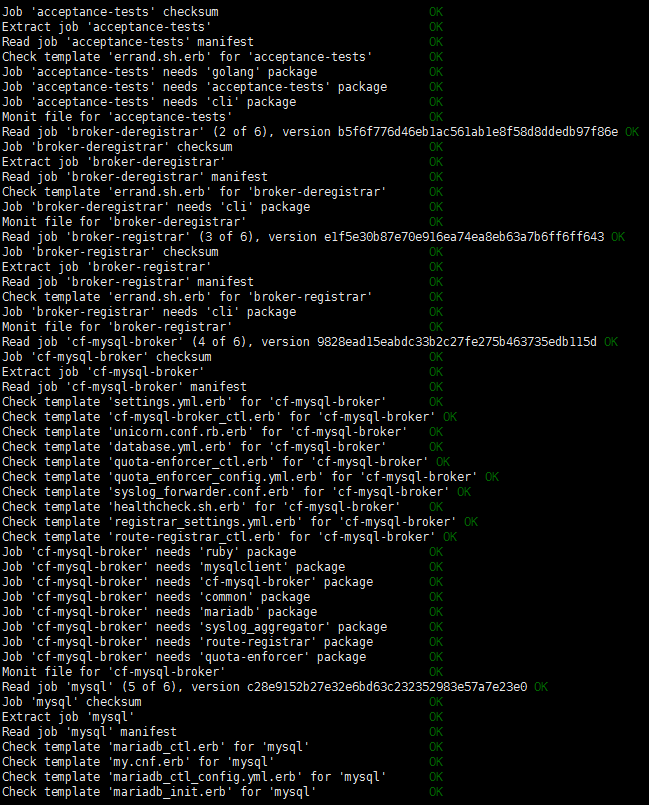 Job 'acceptance-tests' checksum OK
Extract job 'acceptance-tests' OK
Read job 'acceptance-tests' manifest OK
Check template 'errand.sh.erb' for 'acceptance-tests' OK
Job 'acceptance-tests' needs 'golang' package OK
Job 'acceptance-tests' needs 'acceptance-tests' package OK
Job 'acceptance-tests' needs 'cli' package OK
Monit file for 'acceptance-tests' OK
Read job 'broker-deregistrar' (2 of 6), version b5f6f776d46eb1ac561ab1e8f58d8ddedb97f86e OK
Job 'broker-deregistrar' checksum OK
Extract job 'broker-deregistrar' OK
Read job 'broker-deregistrar' manifest OK
Check template 'errand.sh.erb' for 'broker-deregistrar' OK
Job 'broker-deregistrar' needs 'cli' package OK
Monit file for 'broker-deregistrar' OK
Read job 'broker-registrar' (3 of 6), version e1f5e30b87e70e916ea74ea8eb63a7b6ff6ff643 OK
Job 'broker-registrar' checksum OK
Extract job 'broker-registrar' OK
Read job 'broker-registrar' manifest OK
Check template 'errand.sh.erb' for 'broker-registrar' OK
Job 'broker-registrar' needs 'cli' package OK
Monit file for 'broker-registrar' OK
Read job 'cf-mysql-broker' (4 of 6), version 9828ead15eabdc33b2c27fe275b463735edb115d OK
Job 'cf-mysql-broker' checksum OK
Extract job 'cf-mysql-broker' OK
Read job 'cf-mysql-broker' manifest OK
Check template 'settings.yml.erb' for 'cf-mysql-broker' OK
Check template 'cf-mysql-broker_ctl.erb' for 'cf-mysql-broker' OK
Check template 'unicorn.conf.rb.erb' for 'cf-mysql-broker' OK
Check template 'database.yml.erb' for 'cf-mysql-broker' OK
Check template 'quota-enforcer_ctl.erb' for 'cf-mysql-broker' OK
Check template 'quota_enforcer_config.yml.erb' for 'cf-mysql-broker' OK
Check template 'syslog_forwarder.conf.erb' for 'cf-mysql-broker' OK
Check template 'healthcheck.sh.erb' for 'cf-mysql-broker' OK
Check template 'registrar_settings.yml.erb' for 'cf-mysql-broker' OK
Check template 'route-registrar_ctl.erb' for 'cf-mysql-broker' OK
Job 'cf-mysql-broker' needs 'ruby' package OK
Job 'cf-mysql-broker' needs 'mysqlclient' package OK
Job 'cf-mysql-broker' needs 'cf-mysql-broker' package OK
Job 'cf-mysql-broker' needs 'common' package OK
Job 'cf-mysql-broker' needs 'mariadb' package OK
Job 'cf-mysql-broker' needs 'syslog_aggregator' package OK
Job 'cf-mysql-broker' needs 'route-registrar' package OK
Job 'cf-mysql-broker' needs 'quota-enforcer' package OK
Monit file for 'cf-mysql-broker' OK
Read job 'mysql' (5 of 6), version c28e9152b27e32e6bd63c232352983e57a7e23e0 OK
Job 'mysql' checksum OK
Extract job 'mysql' OK
Read job 'mysql' manifest OK
Check template 'mariadb_ctl.erb' for 'mysql' OK
Check template 'my.cnf.erb' for 'mysql' OK
Check template 'mariadb_ctl_config.yml.erb' for 'mysql' OK
Check template 'mariadb_init.erb' for 'mysql' OK